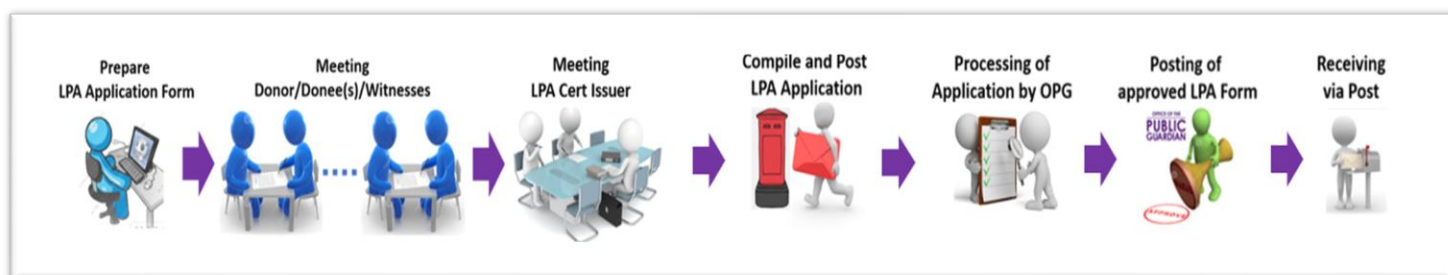 Prepare
LPA Application Form
Meeting
Donor/Donee(s)/Witnesses
Meeting
LPA Cert Issuer
Compile and Post
LPA Application
Processing of
Application by OPG
Posting of
approved LPA Form
OFFICE OF THE
PUBLIC
GUARDIAN
APPROVE
Receiving
via Post